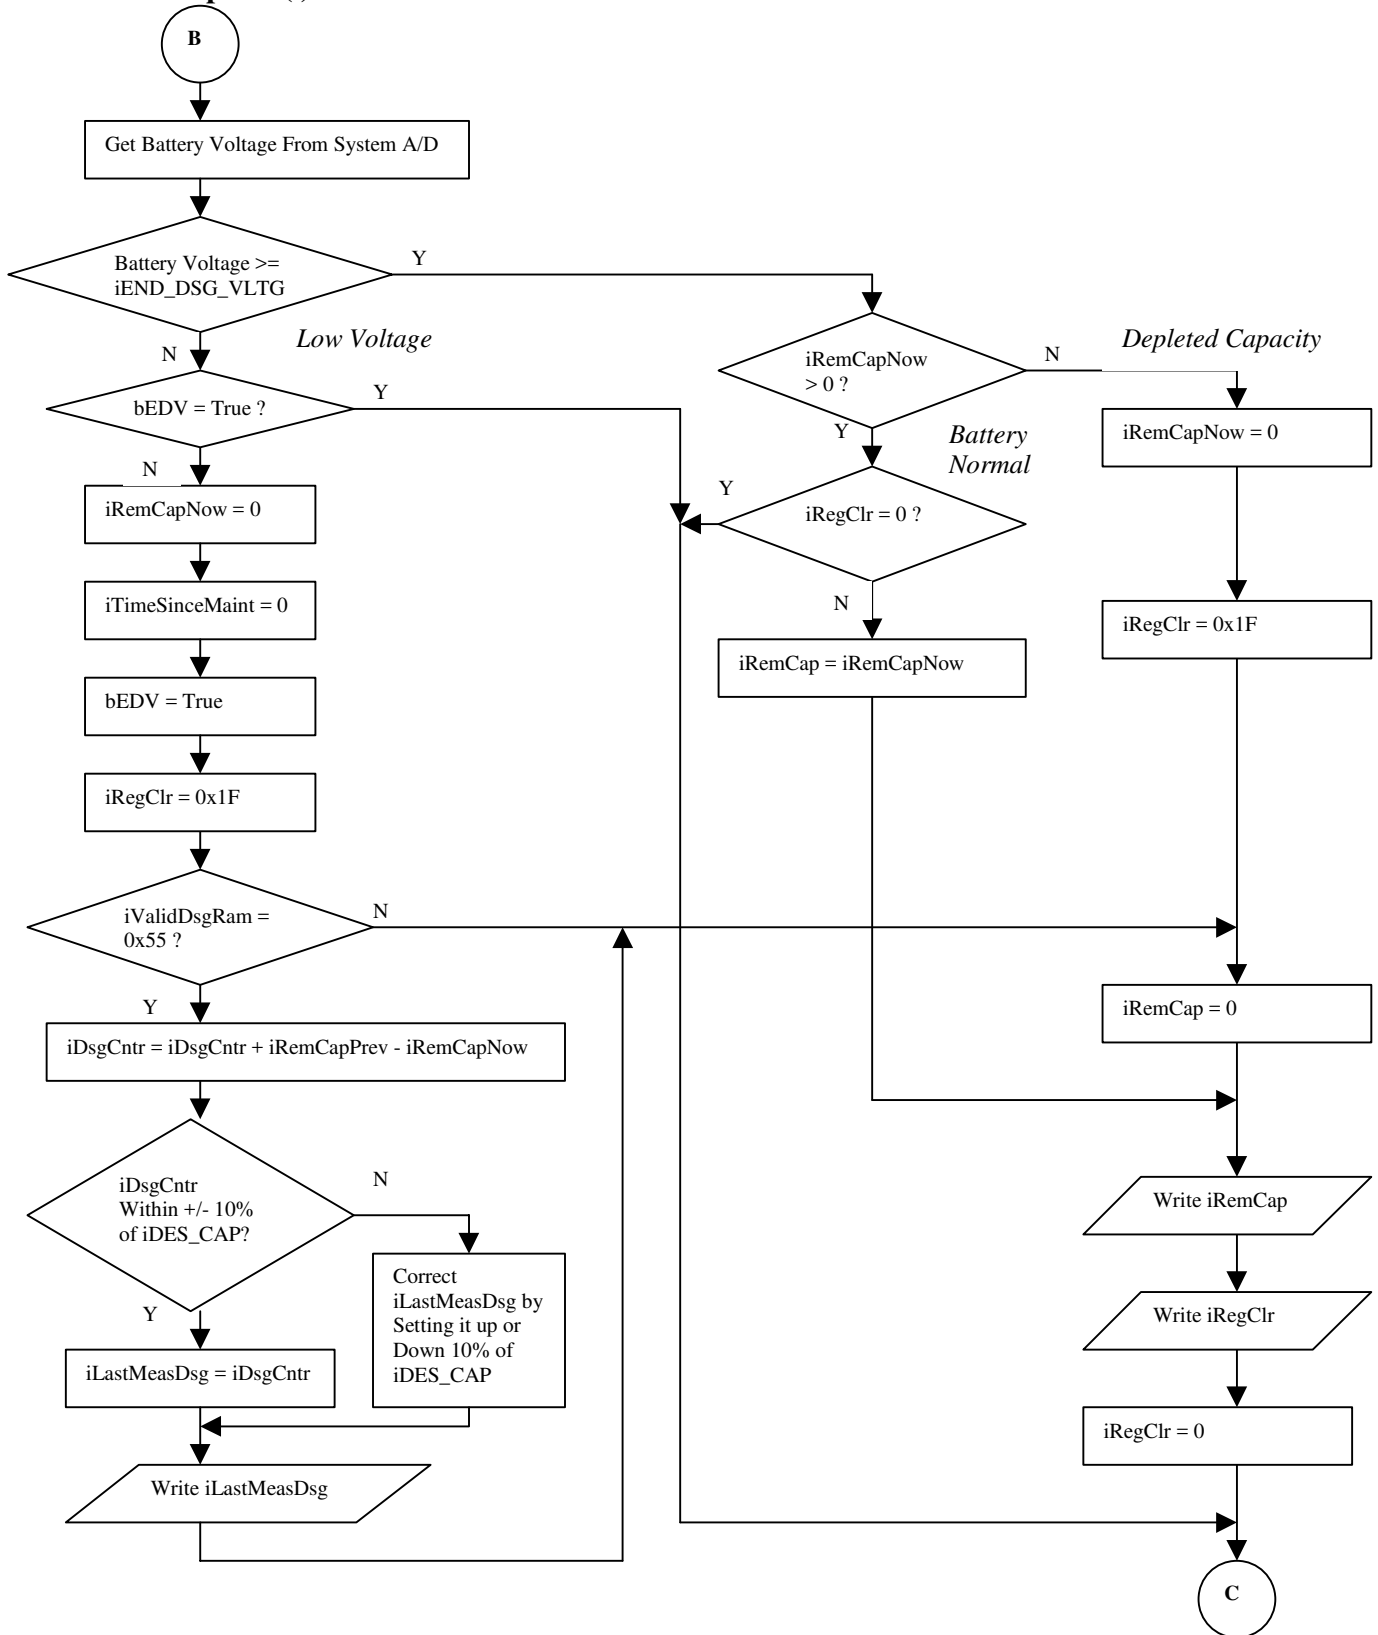 B
Get Battery Voltage From System A/D
Battery Voltage >=
iEND_DSG_VLTG
Y
N
Low Voltage
bEDV = True ?
Y
N
iRemCapNow = 0
iTimeSinceMaint = 0
bEDV = True
iRegClr = 0x1F
iValidDsgRam =
0x55 ?
N
Y
iDsgCntr = iDsgCntr + iRemCapPrev - iRemCapNow
iDsgCntr
Within +/- 10%
of iDES_CAP?
N
Y
Correct
iLastMeasDsg by
Setting it up or
Down 10% of
iDES_CAP
iLastMeasDsg = iDsgCntr
Write iLastMeasDsg
iRemCapNow
> 0 ?
N
Y
Battery
Normal
iRegClr = 0 ?
Y
N
iRemCap = iRemCapNow
Depleted Capacity
iRemCapNow = 0
iRegClr = 0x1F
iRemCap = 0
Write iRemCap
Write iRegClr
iRegClr = 0
C